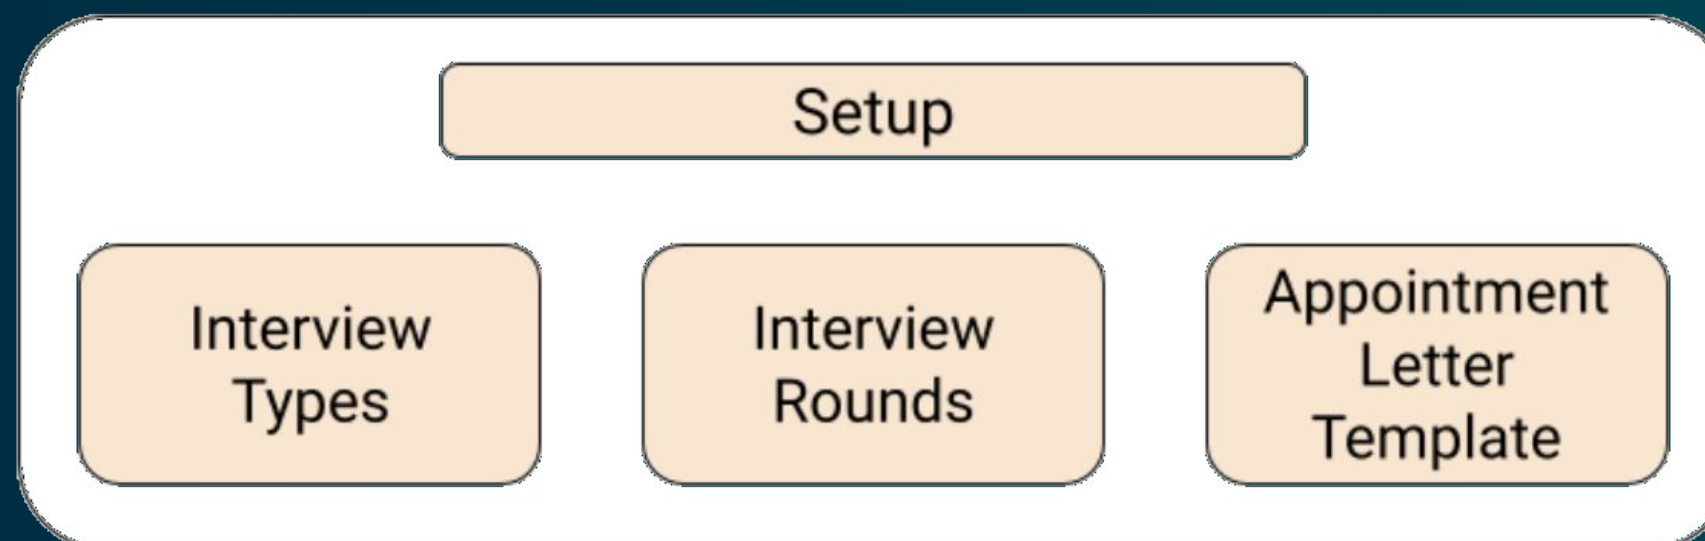 Setup
Interview
Types
Interview
Rounds
Appointment
Letter
Template